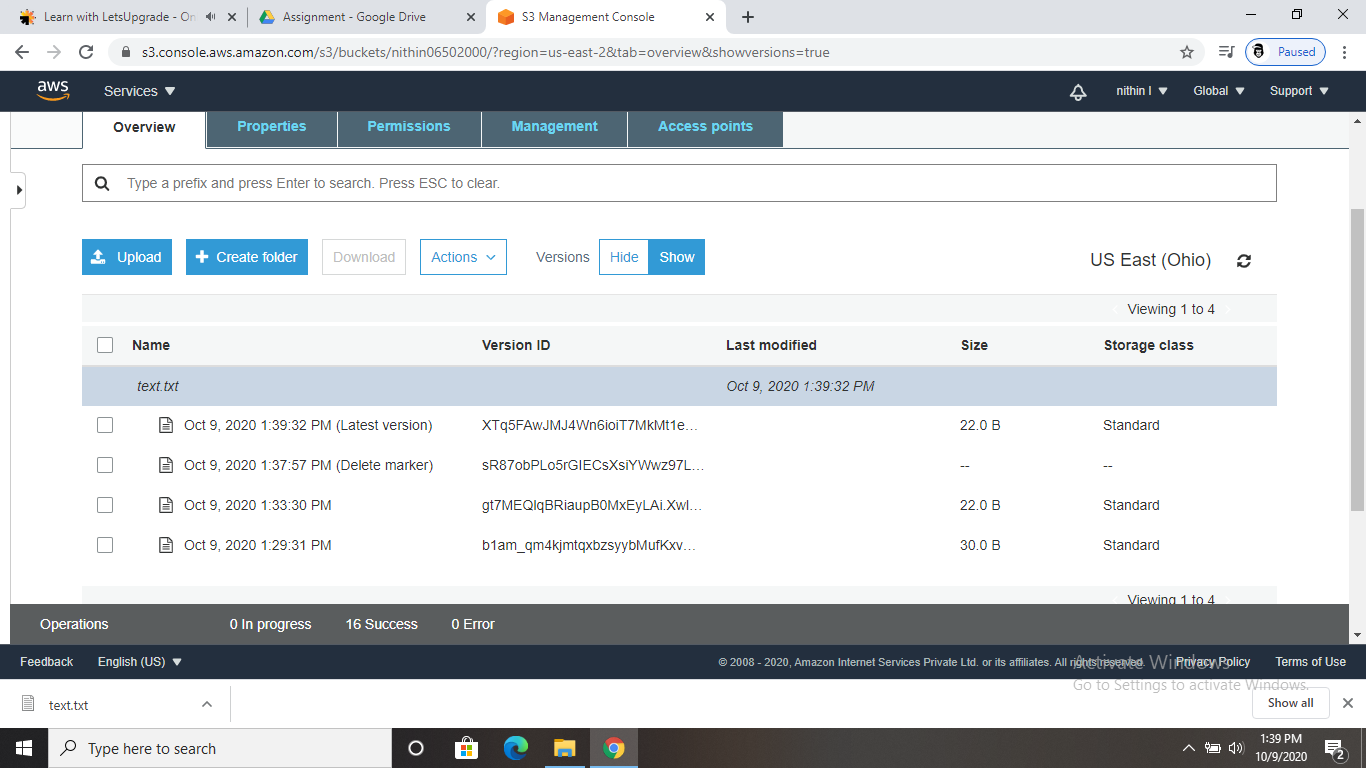 Learn with LetsUpgrade - On
Assignment - Google Drive
S3 Management Console
s3.console.aws.amazon.com/s3/buckets/nithin06502000/?region=us-east-2&tab=overview&showversions=true
Paused
aws
Services
nithin l
Global
Support
Overview
Properties
Permissions
Management
Access points
Type a prefix and press Enter to search. Press ESC to clear.
Upload
Create folder
Download
Actions
Versions
Hide
Show
US East (Ohio)
Viewing 1 to 4
Name Version ID Last modified Size Storage class
text.txt Oct 9, 2020 1:39:32 PM
Oct 9, 2020 1:39:32 PM (Latest version) XTq5FAwJMJ4Wn6ioiT7MkMt1e... 22.0 B Standard
Oct 9, 2020 1:37:57 PM (Delete marker) sR87obPLo5rGIECsXsiYWwz97L... -- --
Oct 9, 2020 1:33:30 PM gt7MEQIqBRiaupB0MxEyLAi.XwI... 22.0 B Standard
Oct 9, 2020 1:29:31 PM b1am_qm4kjmtqxbzsyybMufKxv... 30.0 B Standard
Viewing 1 to 4
Operations 0 In progress 16 Success 0 Error
Feedback English (US) © 2008 - 2020, Amazon Internet Services Private Ltd. or its affiliates. All rights reserved. Privacy Policy Terms of Use
Activate Windows
Go to Settings to activate Windows.
text.txt
Show all
Type here to search
1:39 PM
10/9/2020
2